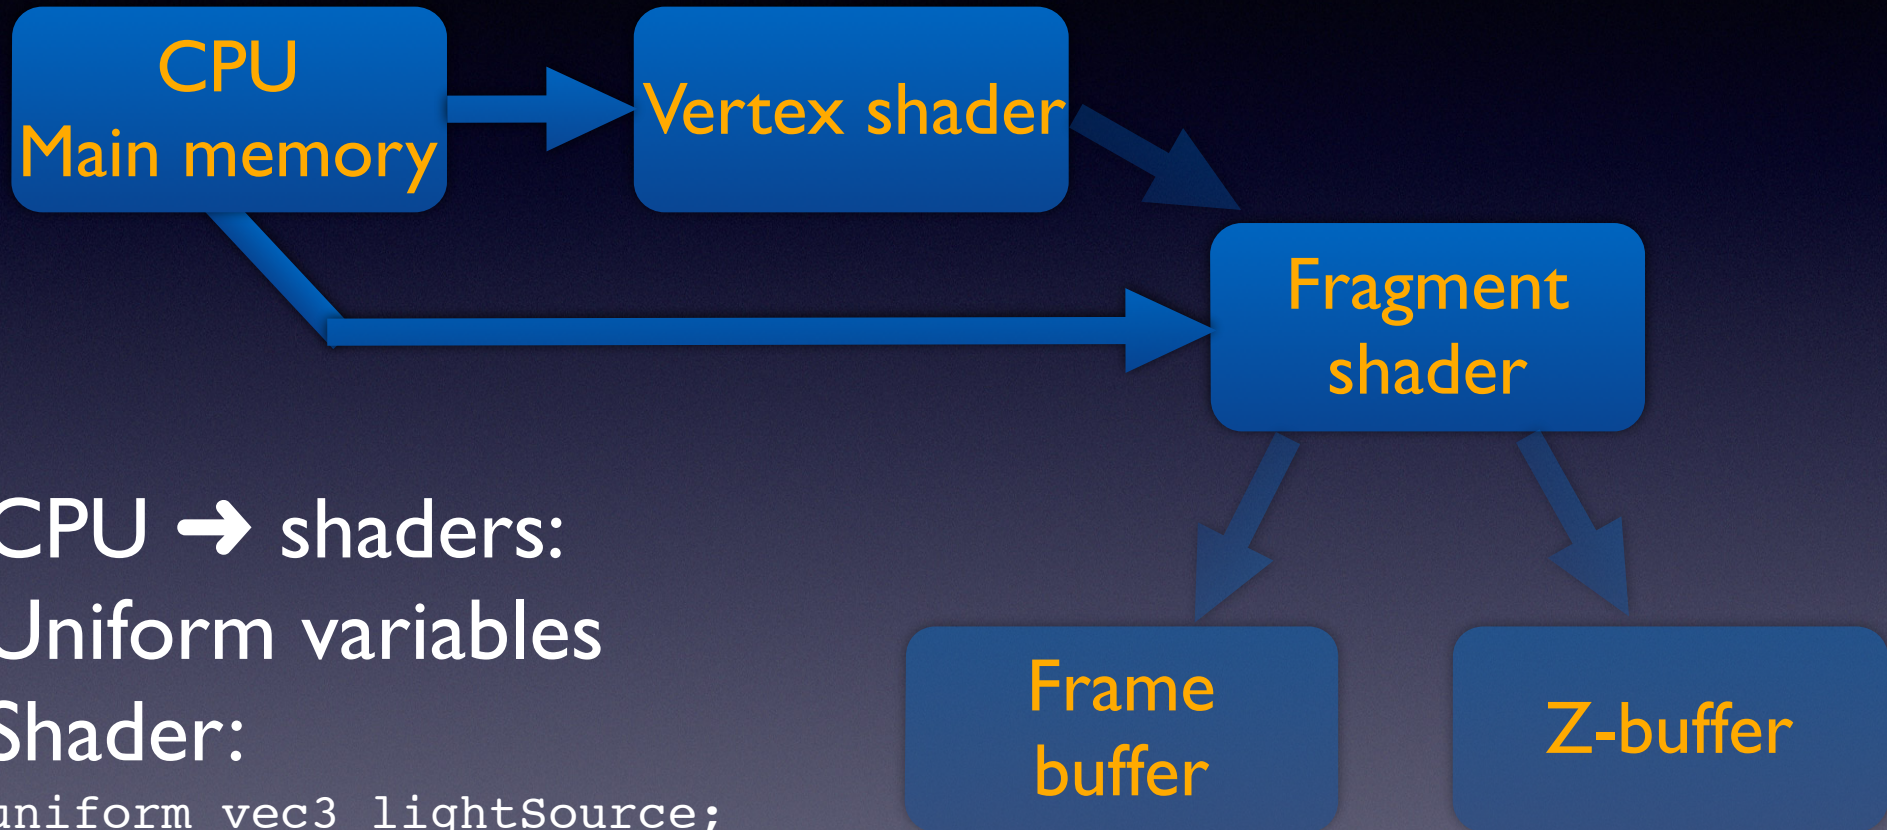 CPU
Main memory
Vertex shader
Fragment
shader
CPU ➜ shaders:
Uniform variables
Shader:
uniform vec3 lightSource;
Frame
buffer
Z-buffer